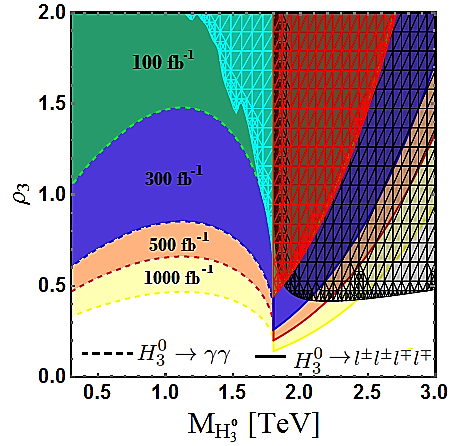 2.0
1.5
1.0
0.5
0.0
ρ₃
100 fb⁻¹
300 fb⁻¹
500 fb⁻¹
1000 fb⁻¹
H₃⁰ → γγ
H₃⁰ → l±l±l∓l∓
0.5 1.0 1.5 2.0 2.5 3.0
M_H₃⁰ [TeV]